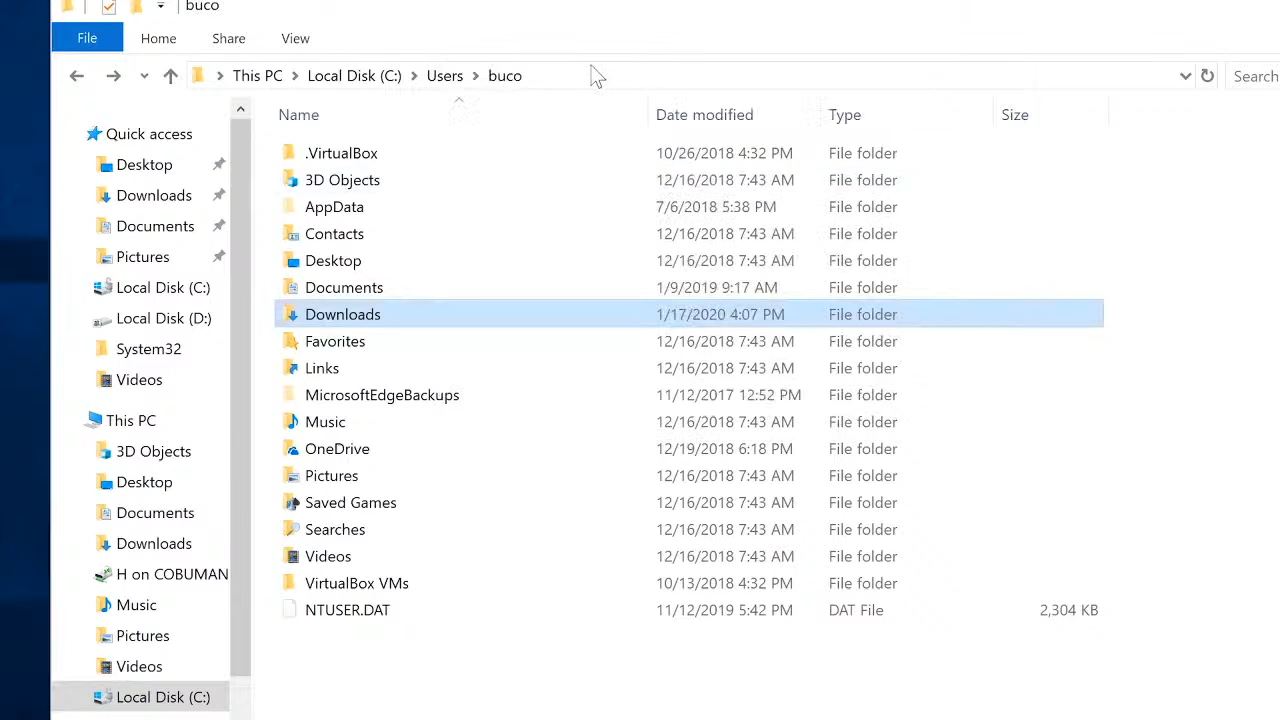 buco
File Home Share View
This PC Local Disk (C:) Users buco Search
Name Date modified Type Size
Quick access
Desktop
Downloads
Documents
Pictures
Local Disk (C:)
Local Disk (D:)
System32
Videos
This PC
3D Objects
Desktop
Documents
Downloads
H on COBUMAN
Music
Pictures
Videos
Local Disk (C:)
.VirtualBox 10/26/2018 4:32 PM File folder
3D Objects 12/16/2018 7:43 AM File folder
AppData 7/6/2018 5:38 PM File folder
Contacts 12/16/2018 7:43 AM File folder
Desktop 12/16/2018 7:43 AM File folder
Documents 1/9/2019 9:17 AM File folder
Downloads 1/17/2020 4:07 PM File folder
Favorites 12/16/2018 7:43 AM File folder
Links 12/16/2018 7:43 AM File folder
MicrosoftEdgeBackups 11/12/2017 12:52 PM File folder
Music 12/16/2018 7:43 AM File folder
OneDrive 12/19/2018 6:18 PM File folder
Pictures 12/16/2018 7:43 AM File folder
Saved Games 12/16/2018 7:43 AM File folder
Searches 12/16/2018 7:43 AM File folder
Videos 12/16/2018 7:43 AM File folder
VirtualBox VMs 10/13/2018 4:32 PM File folder
NTUSER.DAT 11/12/2019 5:42 PM DAT File 2,304 KB